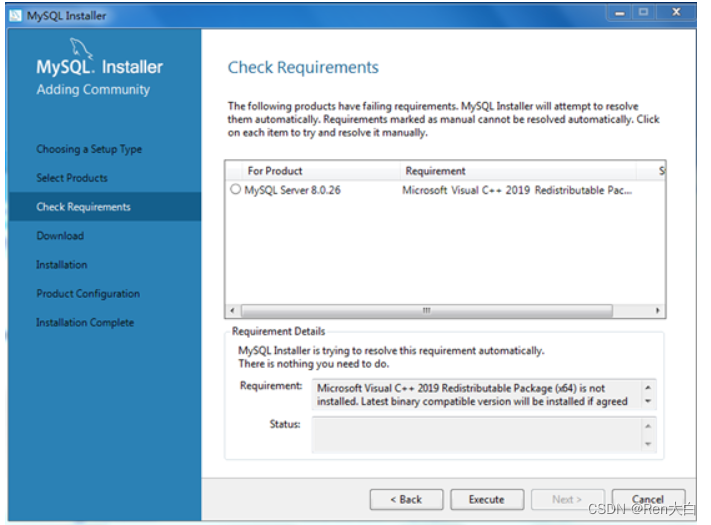 MySQL Installer
MySQL. Installer
Adding Community
Choosing a Setup Type
Select Products
Check Requirements
Download
Installation
Product Configuration
Installation Complete
Check Requirements
The following products have failing requirements. MySQL Installer will attempt to resolve
them automatically. Requirements marked as manual cannot be resolved automatically. Click
on each item to try and resolve it manually.
For Product Requirement S
MySQL Server 8.0.26 Microsoft Visual C++ 2019 Redistributable Pac...
Requirement Details
MySQL Installer is trying to resolve this requirement automatically.
There is nothing you need to do.
Requirement: Microsoft Visual C++ 2019 Redistributable Package (x64) is not
installed. Latest binary compatible version will be installed if agreed
Status:
< Back Execute Next > Cancel
CSDN @Ren大白